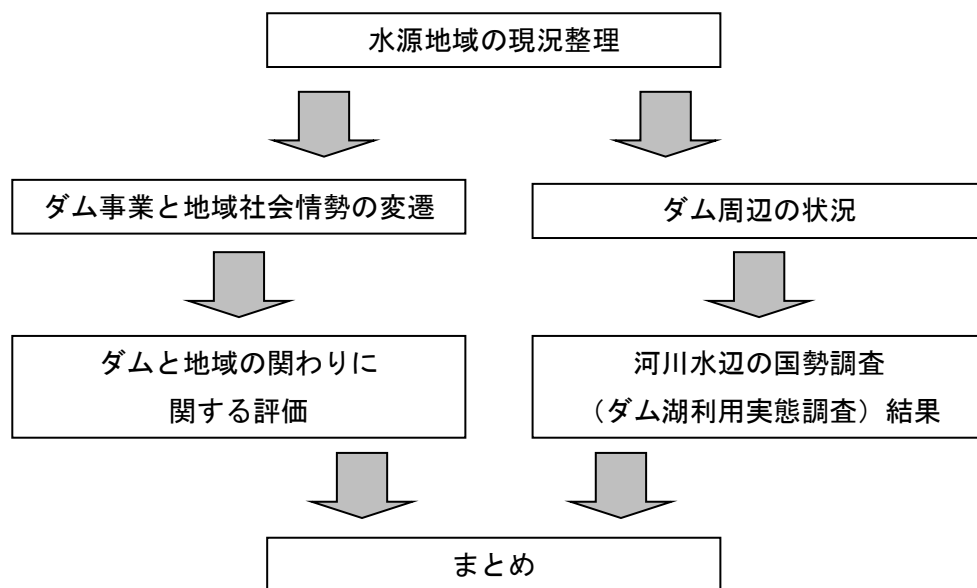 水源地域の現況整理
ダム事業と地域社会情勢の変遷
ダム周辺の状況
ダムと地域の関わりに
関する評価
河川水辺の国勢調査
（ダム湖利用実態調査）結果
まとめ